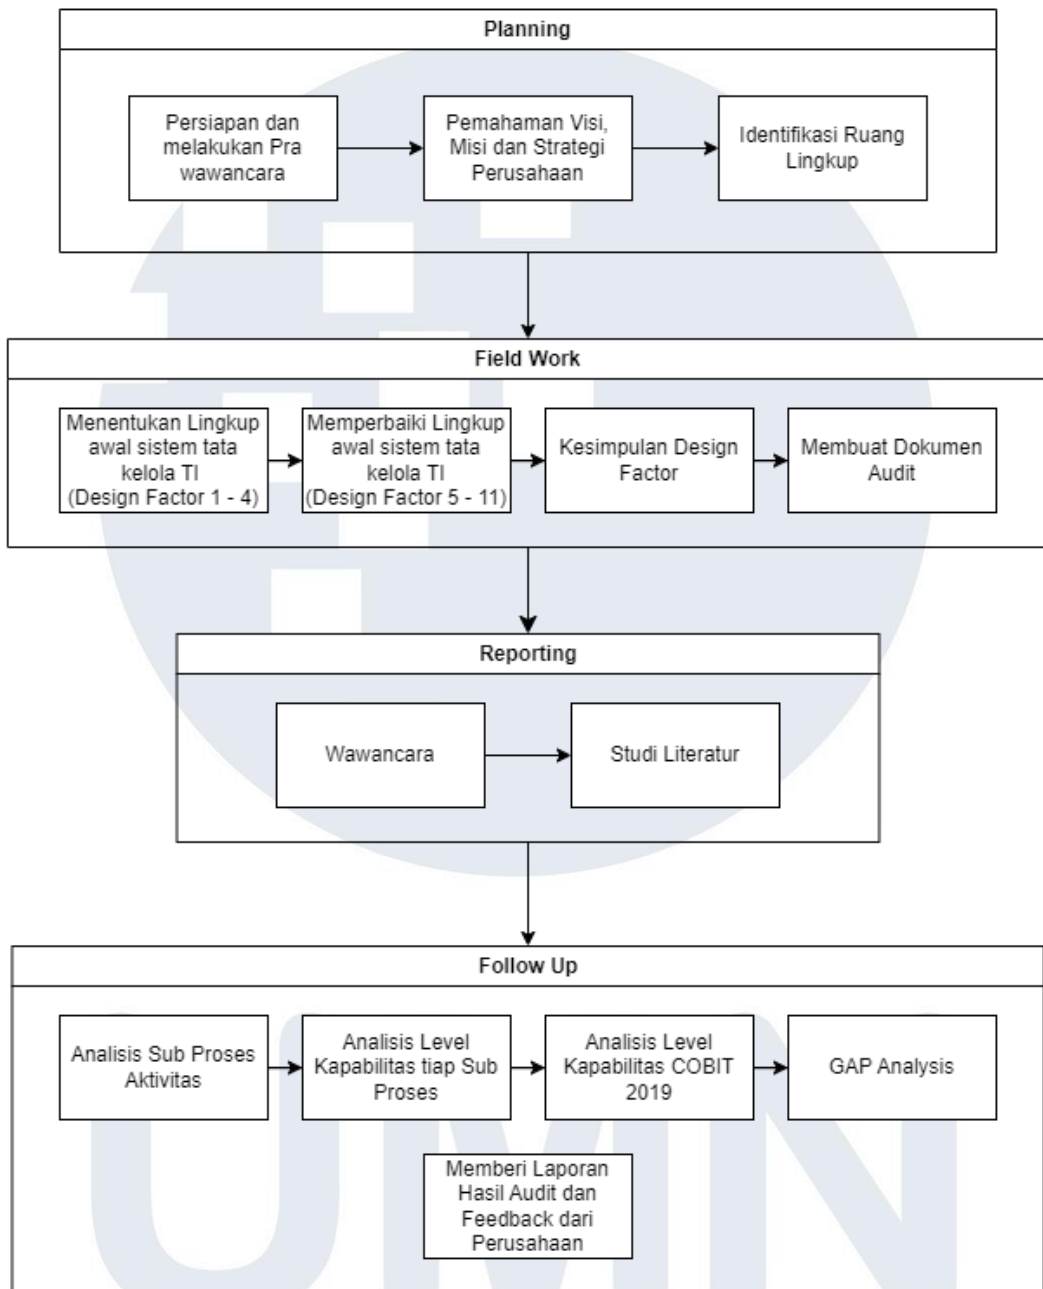 Planning
Persiapan dan
melakukan Pra
wawancara
Pemahaman Visi,
Misi dan Strategi
Perusahaan
Identifikasi Ruang
Lingkup
Field Work
Menentukan Lingkup
awal sistem tata
kelola TI
(Design Factor 1 - 4)
Memperbaiki Lingkup
awal sistem tata
kelola TI
(Design Factor 5 - 11)
Kesimpulan Design
Factor
Membuat Dokumen
Audit
Reporting
Wawancara
Studi Literatur
Follow Up
Analisis Sub Proses
Aktivitas
Analisis Level
Kapabilitas tiap Sub
Proses
Analisis Level
Kapabilitas COBIT
2019
GAP Analysis
Memberi Laporan
Hasil Audit dan
Feedback dari
Perusahaan
UMN